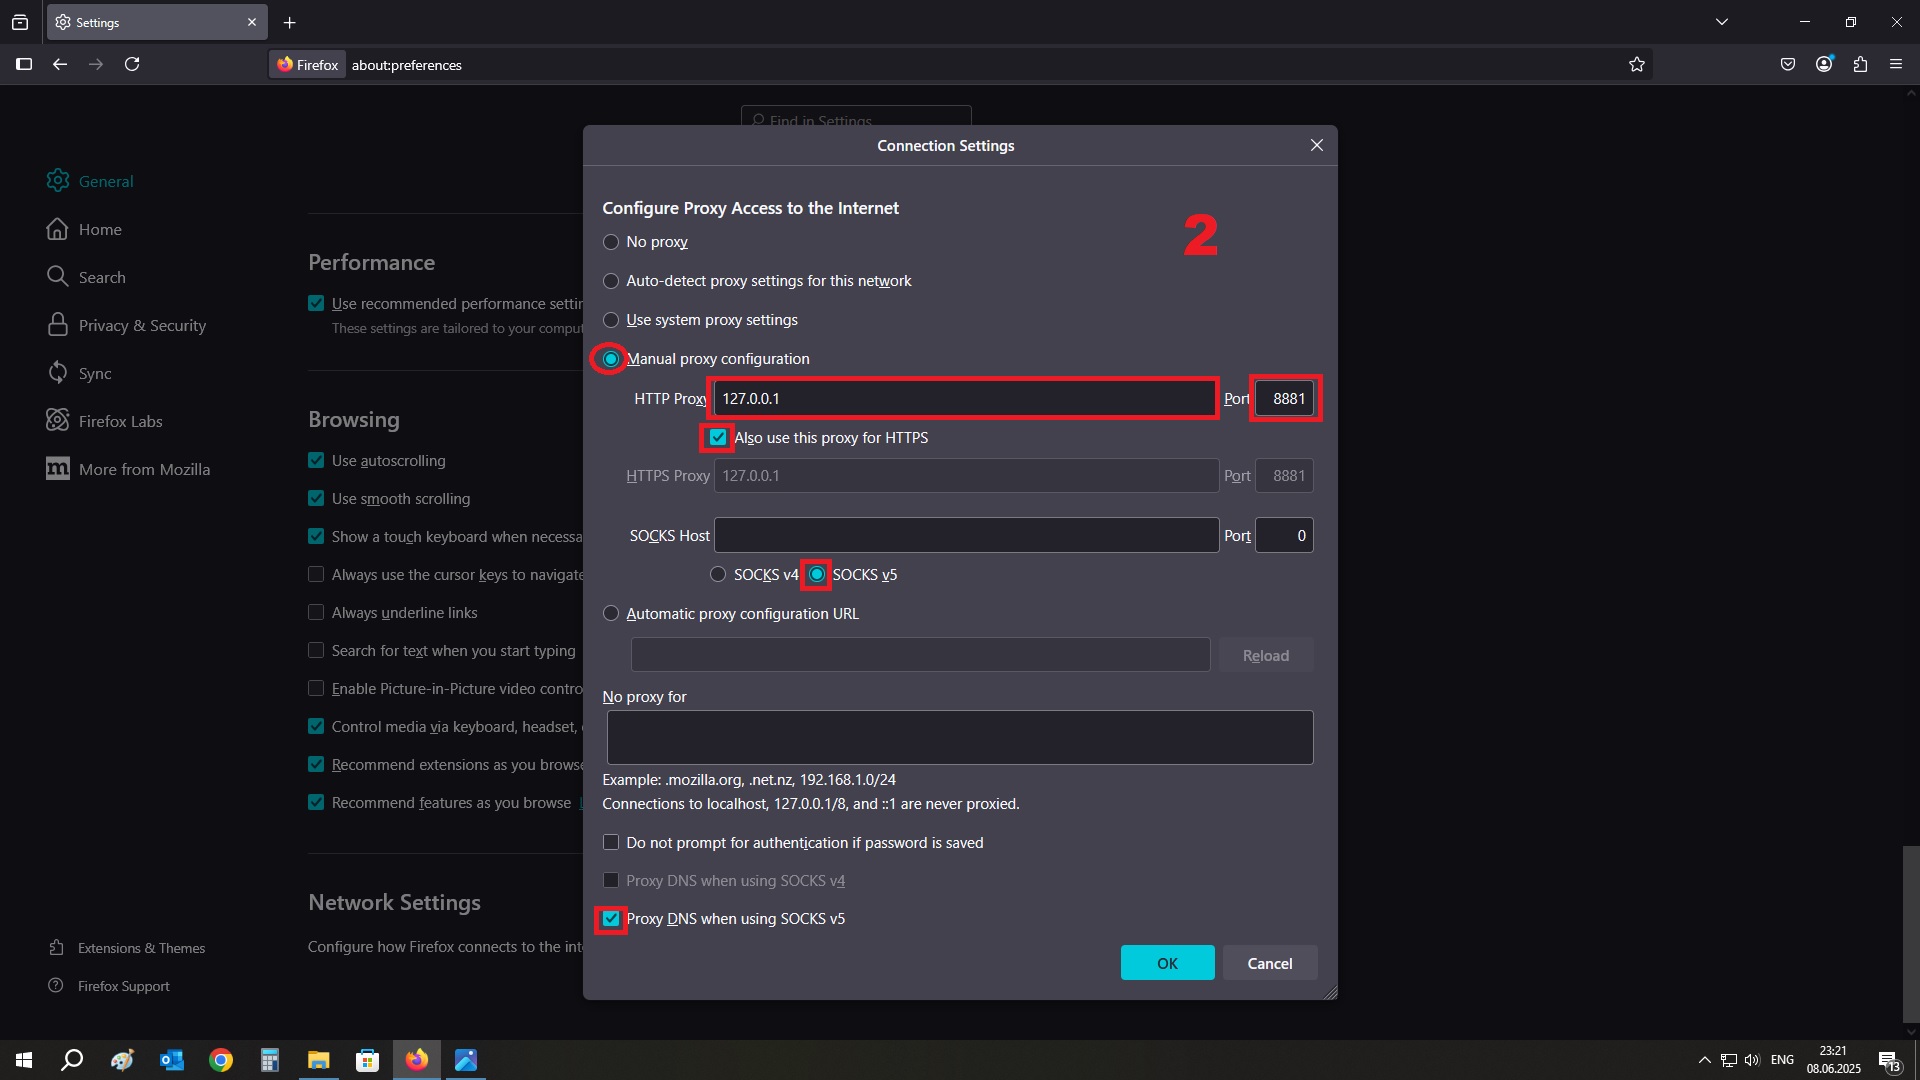 Settings
Firefox about:preferences
Find in Settings
General
Home
Search
Privacy & Security
Sync
Firefox Labs
More from Mozilla
Extensions & Themes
Firefox Support
Performance
Use recommended performance settin
These settings are tailored to your comput
Browsing
Use autoscrolling
Use smooth scrolling
Show a touch keyboard when necessa
Always use the cursor keys to navigate
Always underline links
Search for text when you start typing
Enable Picture-in-Picture video contro
Control media via keyboard, headset,
Recommend extensions as you browse
Recommend features as you browse
Network Settings
Configure how Firefox connects to the int
Connection Settings
Configure Proxy Access to the Internet
2
No proxy
Auto-detect proxy settings for this network
Use system proxy settings
Manual proxy configuration
HTTP Proxy 127.0.0.1 Port 8881
Also use this proxy for HTTPS
HTTPS Proxy 127.0.0.1 Port 8881
SOCKS Host Port 0
SOCKS v4 SOCKS v5
Automatic proxy configuration URL
Reload
No proxy for
Example: .mozilla.org, .net.nz, 192.168.1.0/24
Connections to localhost, 127.0.0.1/8, and ::1 are never proxied.
Do not prompt for authentication if password is saved
Proxy DNS when using SOCKS v4
Proxy DNS when using SOCKS v5
OK Cancel
ENG
23:21
08.06.2025
13